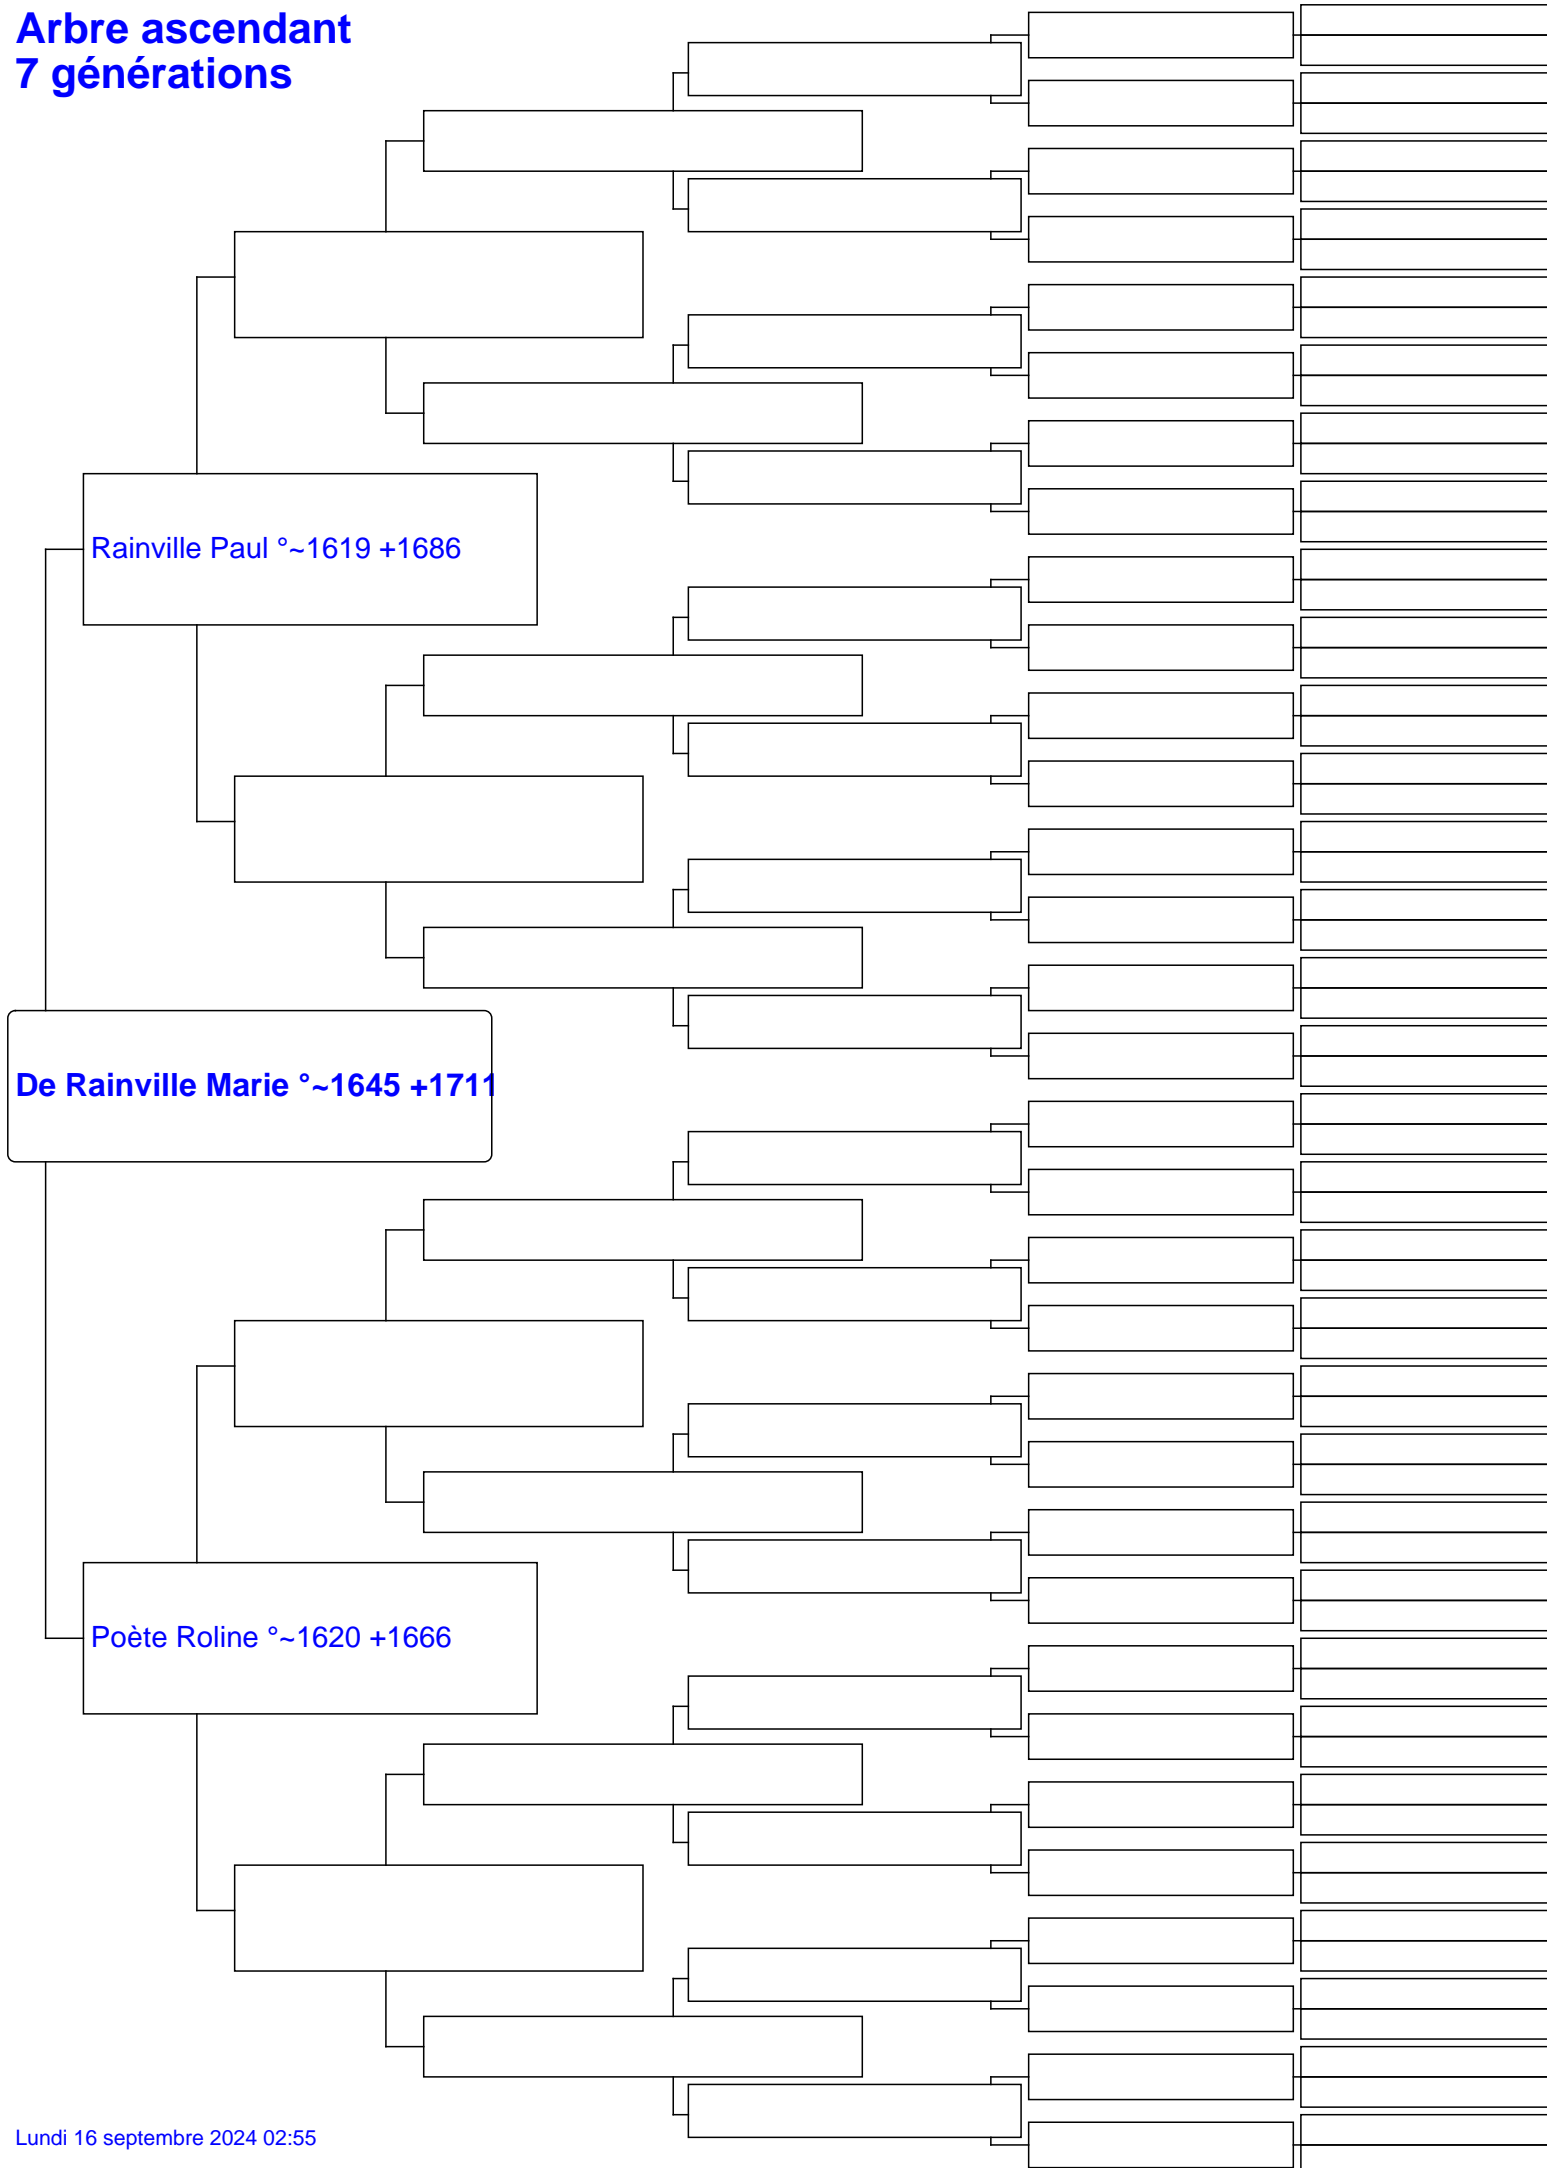 Arbre ascendant
7 générations
Rainville Paul °~1619 +1686
De Rainville Marie °~1645 +1711
Poète Roline °~1620 +1666
Lundi 16 septembre 2024 02:55